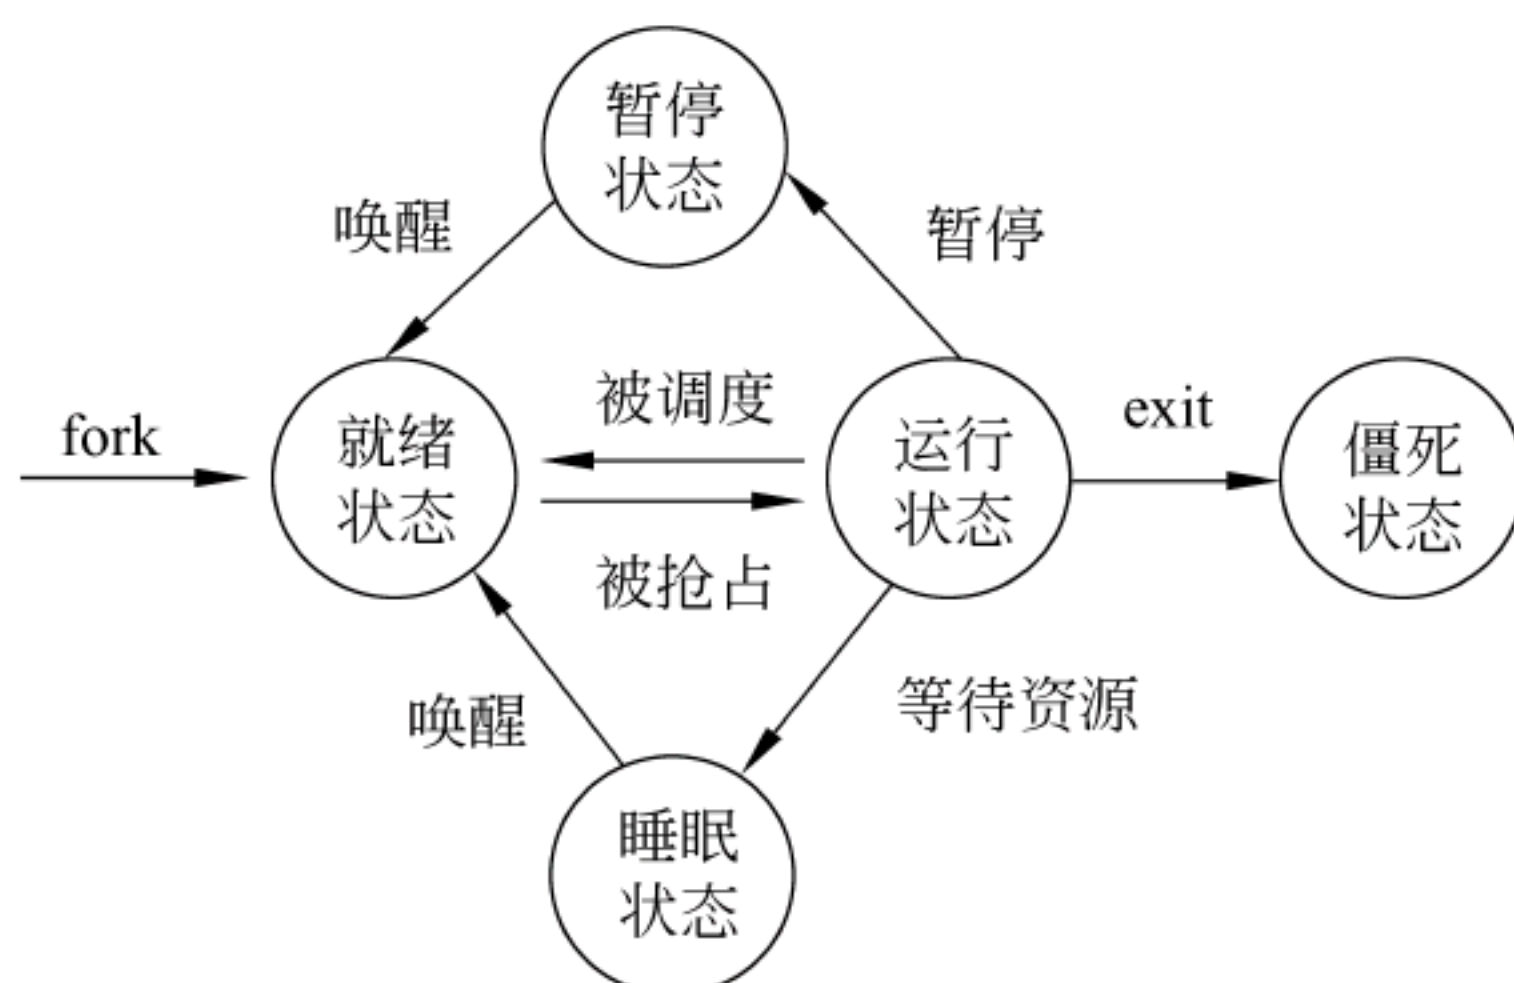 暂停
状态
唤醒
暂停
被调度
fork
就绪
状态
运行
状态
exit
僵死
状态
被抢占
唤醒
等待资源
睡眠
状态